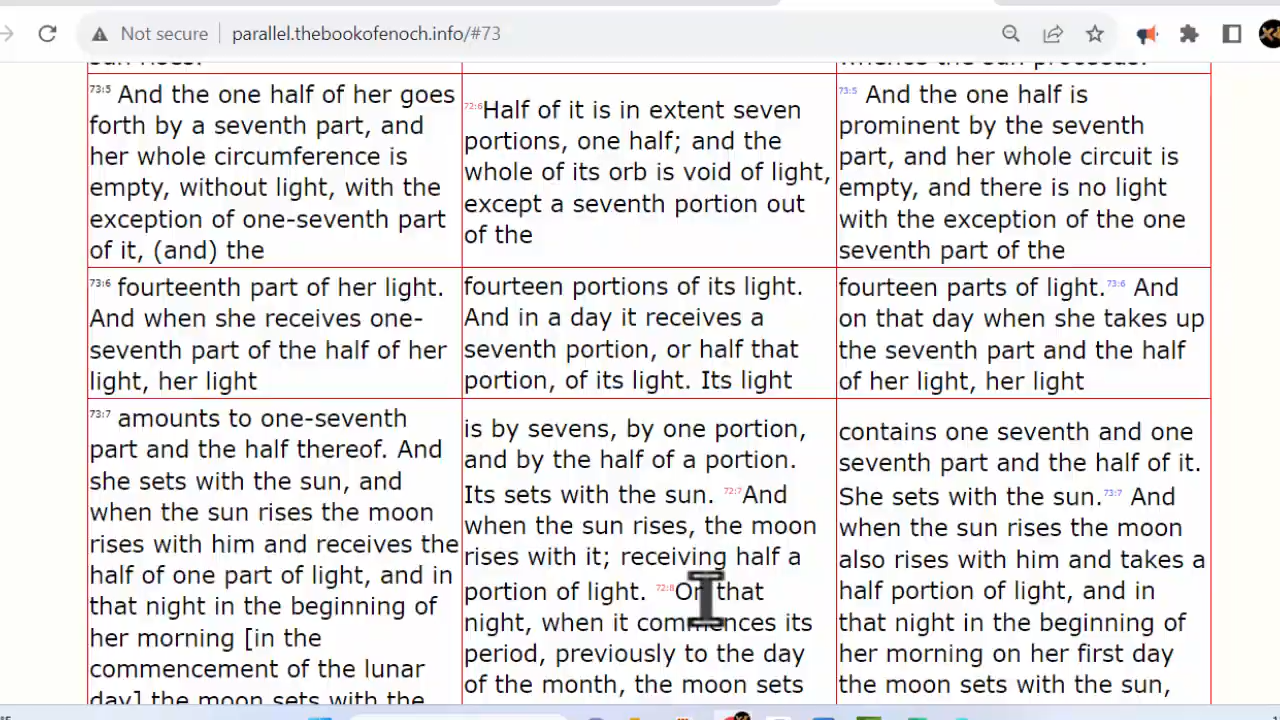 Not secure
parallel.thebookofenoch.info/#73
73:5 And the one half of her goes
forth by a seventh part, and
her whole circumference is
empty, without light, with the
exception of one-seventh part
of it, (and) the
72:6Half of it is in extent seven
portions, one half; and the
whole of its orb is void of light,
except a seventh portion out
of the
73:5 And the one half is
prominent by the seventh
part, and her whole circuit is
empty, and there is no light
with the exception of the one
seventh part of the
73:6 fourteenth part of her light.
And when she receives one-
seventh part of the half of her
light, her light
fourteen portions of its light.
And in a day it receives a
seventh portion, or half that
portion, of its light. Its light
fourteen parts of light.73:6 And
on that day when she takes up
the seventh part and the half
of her light, her light
73:7 amounts to one-seventh
part and the half thereof. And
she sets with the sun, and
when the sun rises the moon
rises with him and receives the
half of one part of light, and in
that night in the beginning of
her morning [in the
commencement of the lunar
day] the moon sets with the
is by sevens, by one portion,
and by the half of a portion.
Its sets with the sun. 72:7And
when the sun rises, the moon
rises with it; receiving half a
portion of light. 72:8On that
night, when it commences its
period, previously to the day
of the month, the moon sets
contains one seventh and one
seventh part and the half of it.
She sets with the sun.73:7 And
when the sun rises the moon
also rises with him and takes a
half portion of light, and in
that night in the beginning of
her morning on her first day
the moon sets with the sun,